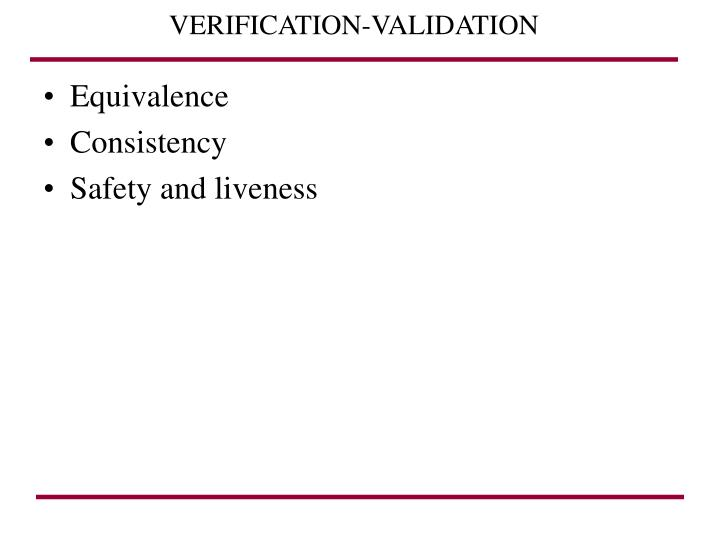 VERIFICATION-VALIDATION
• Equivalence
• Consistency
• Safety and liveness